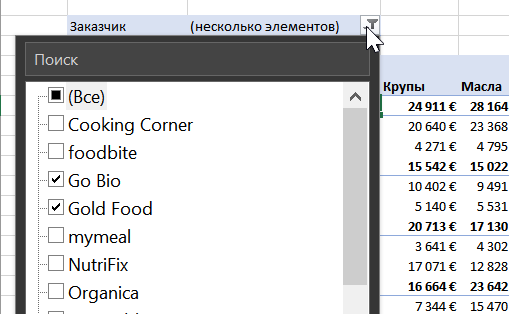 Заказчик (несколько элементов)
Поиск
(Все)
Cooking Corner
foodbite
Go Bio
Gold Food
mymeal
NutriFix
Organica
Крупы Масла
24 911 € 28 164
20 640 € 23 368
4 271 € 4 795
15 542 € 15 022
10 402 € 9 491
5 140 € 5 531
20 713 € 17 130
3 641 € 4 302
17 071 € 12 828
16 664 € 23 642
7 344 € 15 470